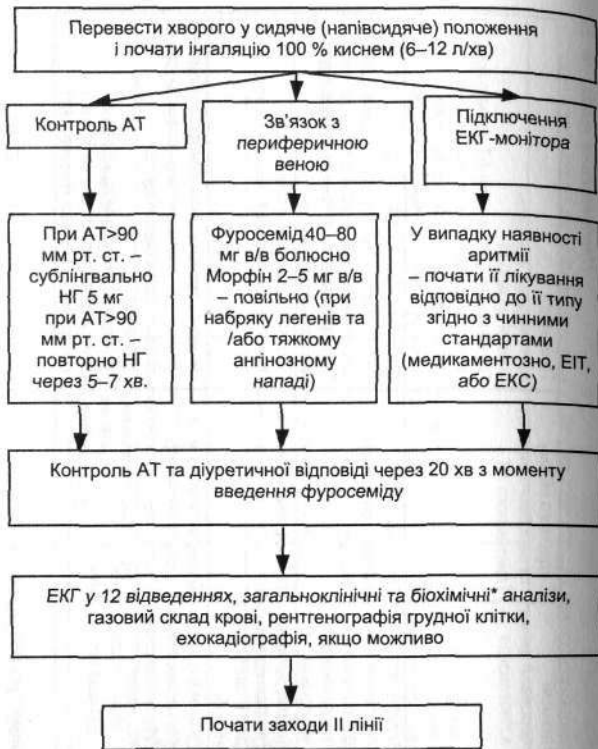 Перевести хворого у сидяче (напівсидяче) положення
і почати інгаляцію 100 % киснем (6–12 л/хв)
Контроль АТ
Зв'язок з
периферичною
веною
Підключення
ЕКГ-монітора
При АТ>90
мм рт. ст. –
сублінгвально
НГ 5 мг
при АТ>90
мм рт. ст. –
повторно НГ
через 5–7 хв.
Фуросемід 40–80
мг в/в болюсно
Морфін 2–5 мг в/в
– повільно (при
набряку легенів та
/або тяжкому
ангінозному
нападі)
У випадку наявності
аритмії
– почати її лікування
відповідно до її типу
згідно з чинними
стандартами
(медикаментозно, ЕІТ,
або ЕКС)
Контроль АТ та діуретичної відповіді через 20 хв з моменту
введення фуросеміду
ЕКГ у 12 відведеннях, загальноклінічні та біохімічні* аналізи,
газовий склад крові, рентгенографія грудної клітки,
ехокадіографія, якщо можливо
Почати заходи ІІ лінії